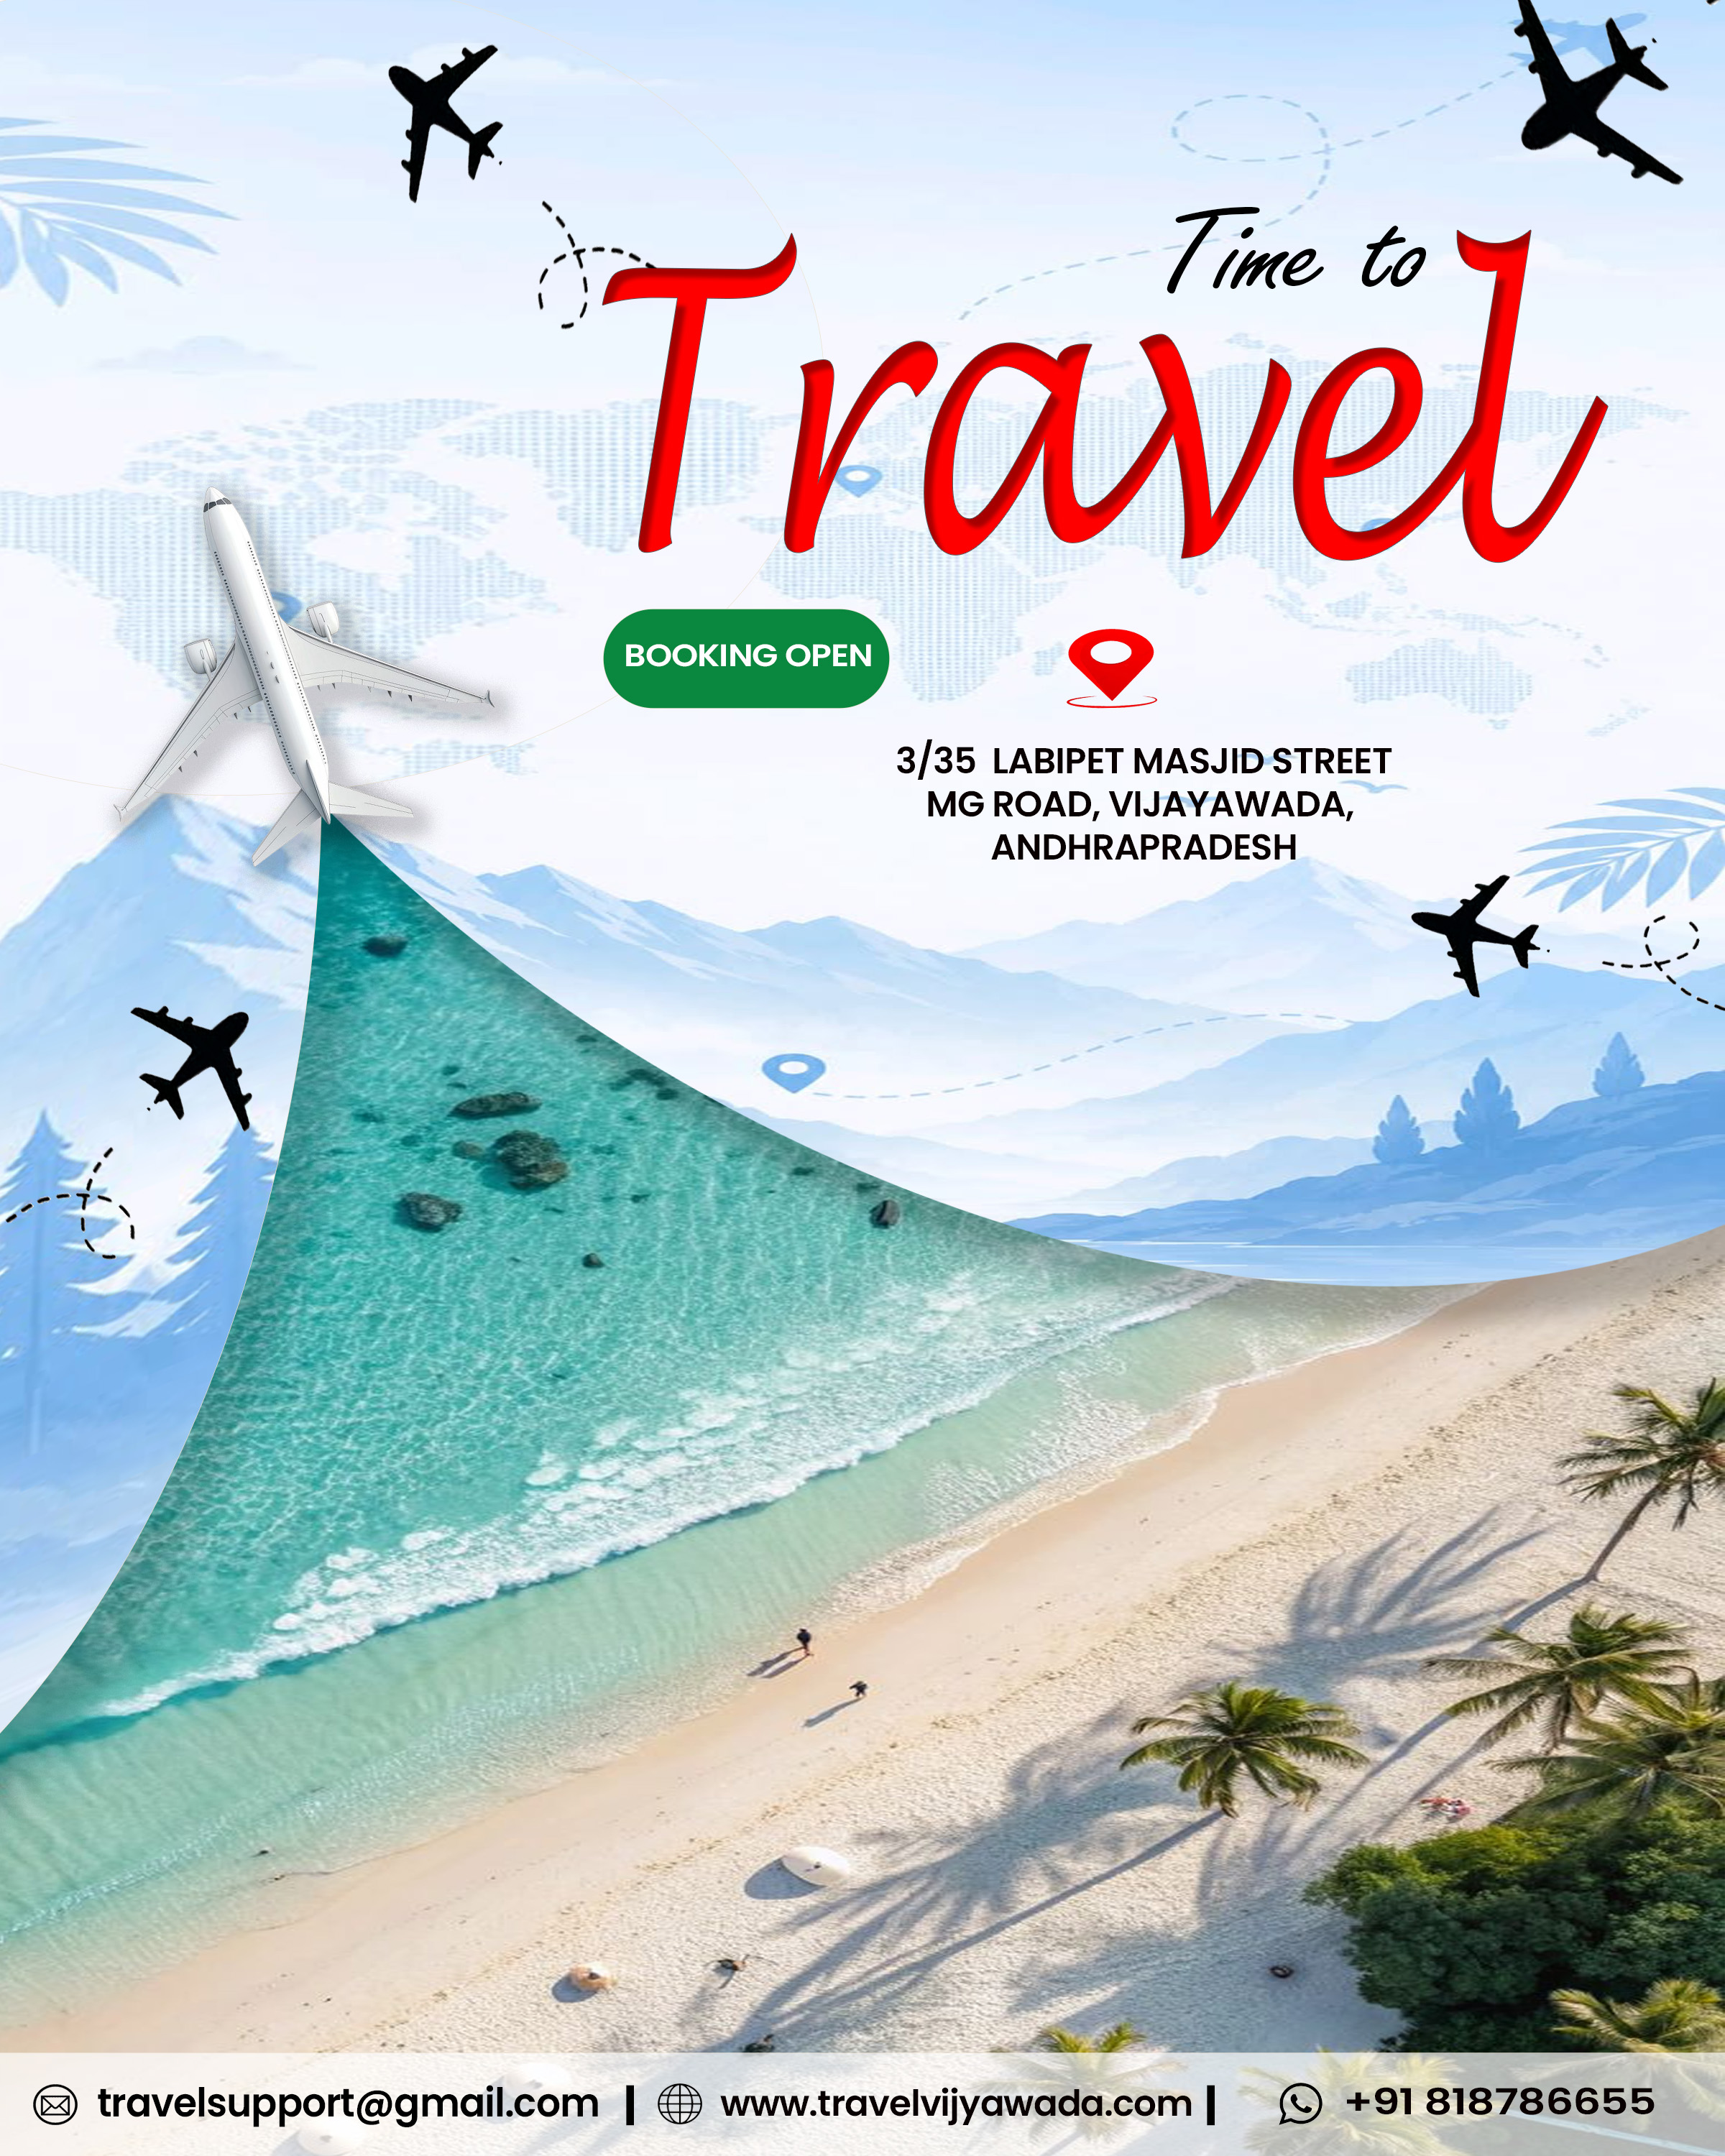 Time to
Travel
BOOKING OPEN
3/35 LABIPET MASJID STREET
MG ROAD, VIJAYAWADA,
ANDHRAPRADESH
travelsupport@gmail.com | www.travelvijyawada.com | +91 818786655